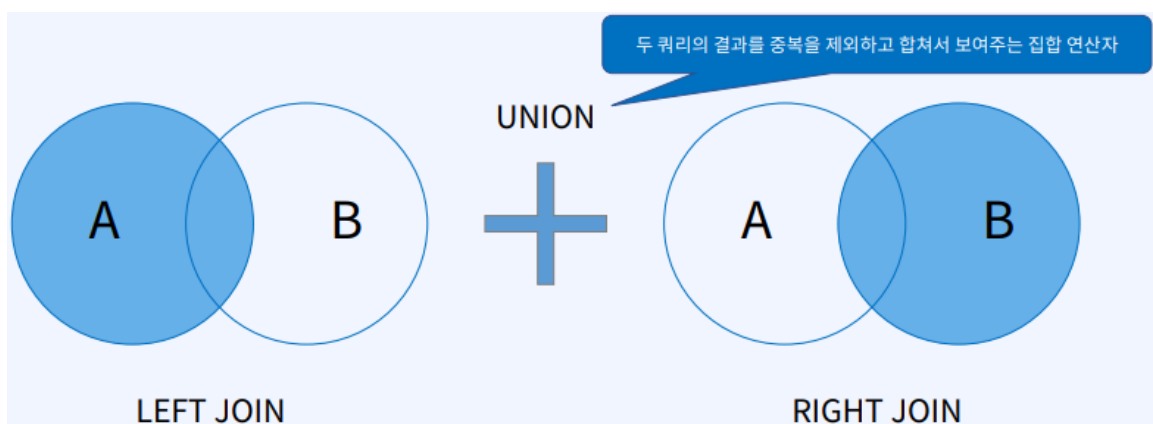 두 쿼리의 결과를 중복을 제외하고 합쳐서 보여주는 집합 연산자
UNION
A
B
A
B
LEFT JOIN
RIGHT JOIN